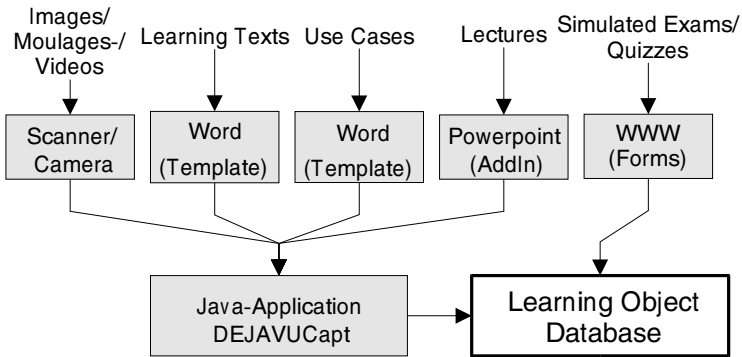 Images/
Moulages-/
Videos
Learning Texts
Use Cases
Lectures
Simulated Exams/
Quizzes
Scanner/
Camera
Word
(Template)
Word
(Template)
Powerpoint
(AddIn)
WWW
(Forms)
Java-Application
DEJAVUCapt
Learning Object
Database